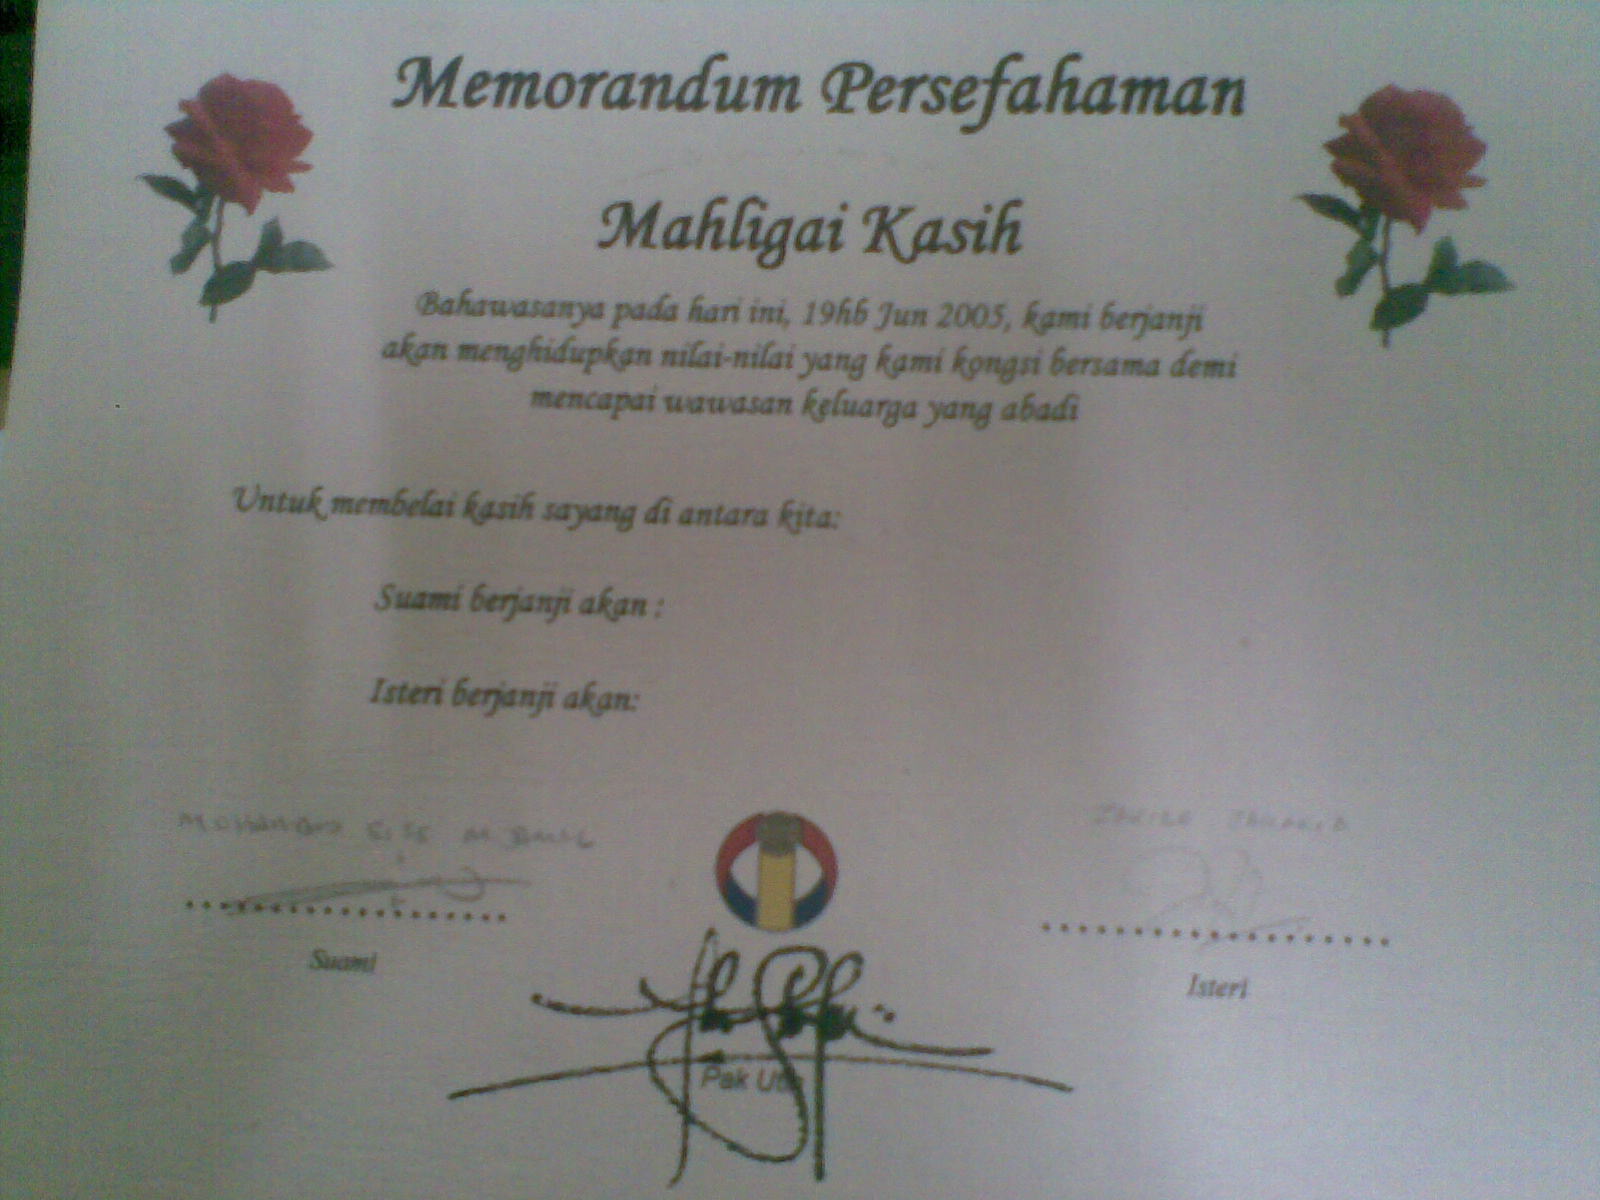 Memorandum Persefahaman
Mahligai Kasih
Bahawasanya pada hari ini, 19hb Jun 2005, kami berjanji
akan menghidupkan nilai-nilai yang kami kongsi bersama demi
mencapai wawasan keluarga yang abadi
Untuk membelai kasih sayang di antara kita:
Suami berjanji akan :
Isteri berjanji akan:
Suami
Isteri
Pak